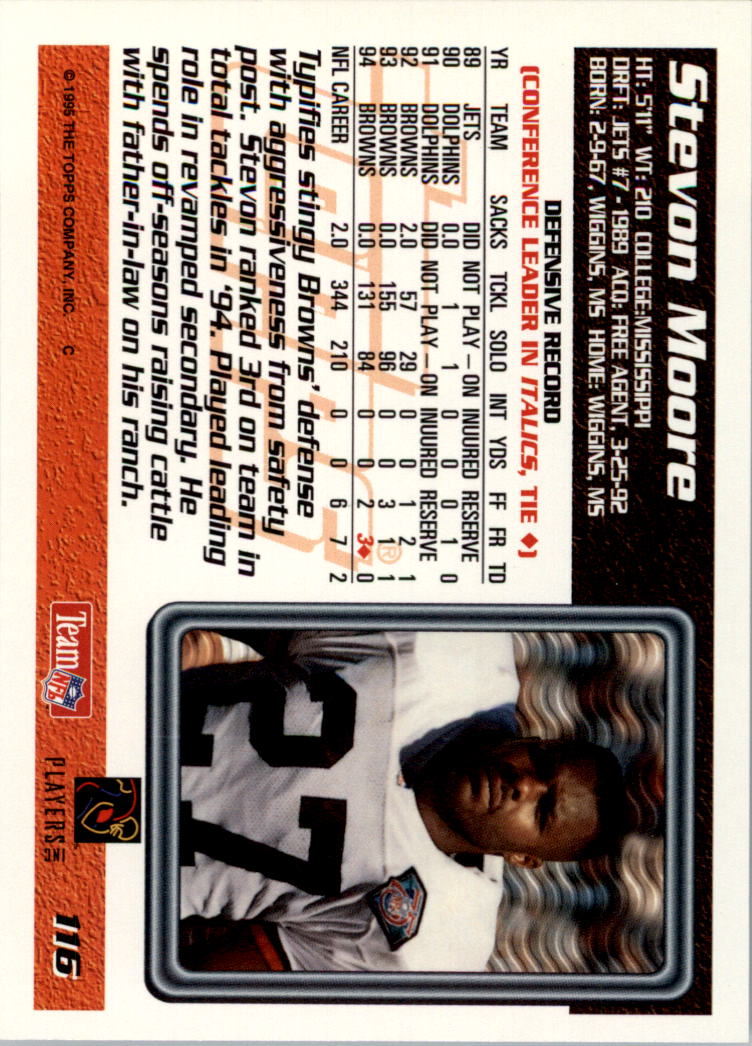 Stevon Moore
HT: 5'11" WT: 210 COLLEGE: MISSISSIPPI
DRFT: JETS #7 - 1989 ACQ: FREE AGENT, 3-25-92
BORN: 2-9-67, WIGGINS, MS HOME: WIGGINS, MS
DEFENSIVE RECORD
(CONFERENCE LEADER IN ITALICS, TIE ♦)
YR TEAM SACKS TCKL SOLO INT YDS FF FR TD
89 JETS DID NOT PLAY — ON INJURED RESERVE
90 DOLPHINS 0.0 1 1 0 0 0 1 0
91 DOLPHINS DID NOT PLAY — ON INJURED RESERVE
92 BROWNS 2.0 57 29 0 0 1 2 1
93 BROWNS 0.0 155 96 0 0 3 1 1
94 BROWNS 0.0 131 84 0 0 2 3♦ 0
NFL CAREER 2.0 344 210 0 0 6 7 2
Typifies stingy Browns' defense
with aggressiveness from safety
post. Stevon ranked 3rd on team in
total tackles in '94. Played leading
role in revamped secondary. He
spends off-seasons raising cattle
with father-in-law on his ranch.
27
© 1995 THE TOPPS COMPANY, INC. C
Team NFL
PLAYERS INC
116